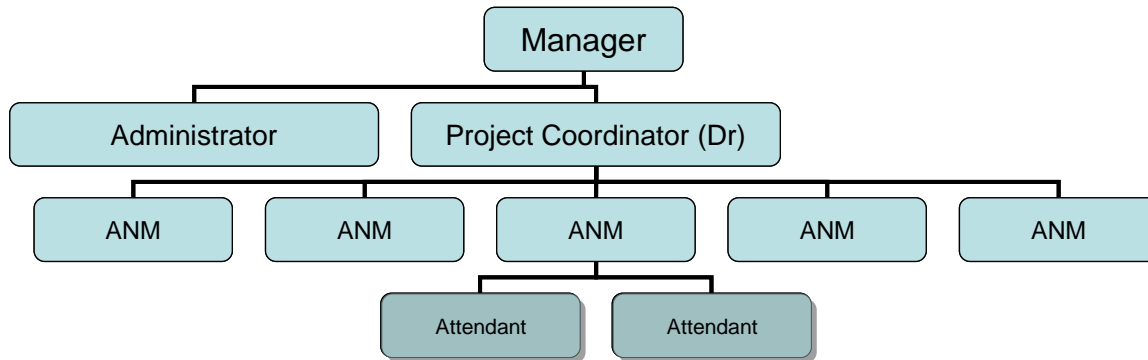 Manager
Administrator
Project Coordinator (Dr)
ANM
ANM
ANM
ANM
ANM
Attendant
Attendant